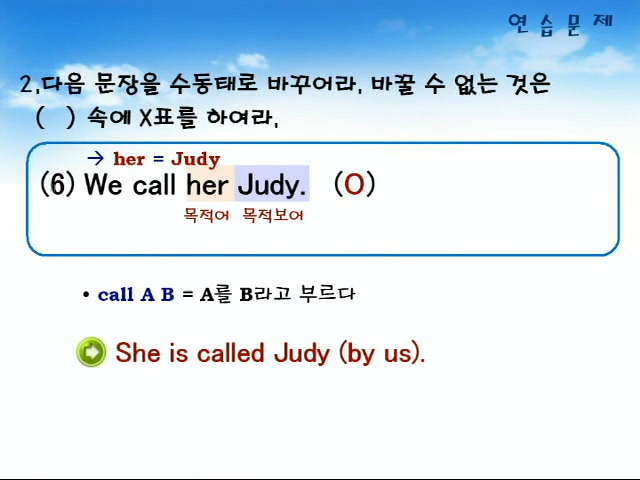 연습문제
2.다음 문장을 수동태로 바꾸어라. 바꿀 수 없는 것은
( ) 속에 X표를 하여라.
→ her = Judy
(6) We call her Judy. (O)
목적어 목적보어
• call A B = A를 B라고 부르다
She is called Judy (by us).